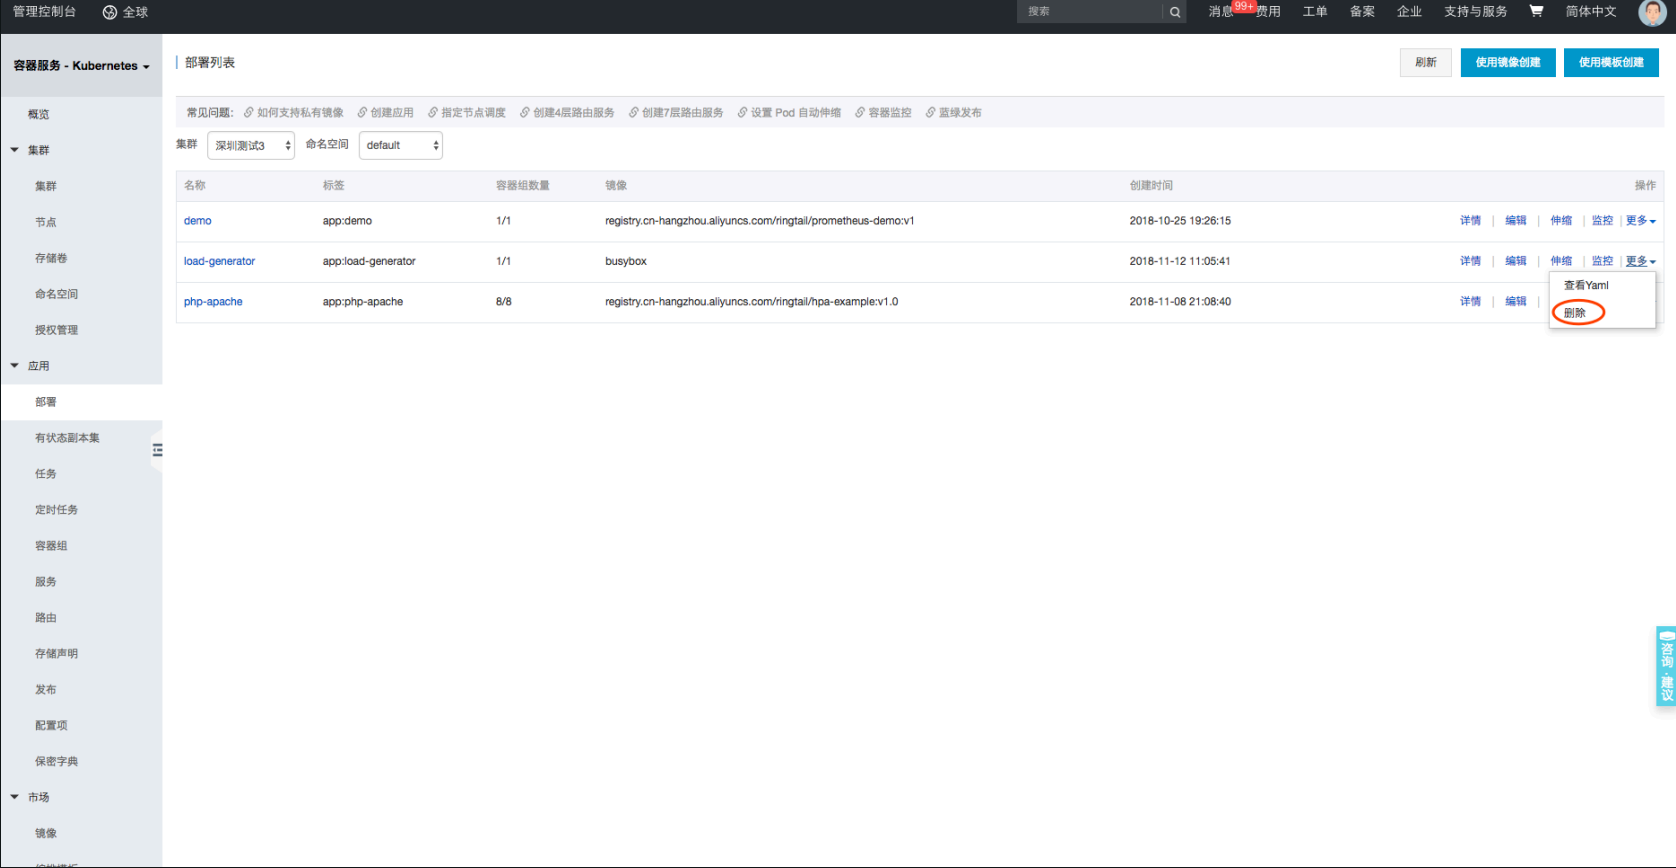 管理控制台 全球 搜索 消息 99+ 费用 工单 备案 企业 支持与服务 简体中文
容器服务 - Kubernetes
概览
集群
集群
节点
存储卷
命名空间
授权管理
应用
部署
有状态副本集
任务
定时任务
容器组
服务
路由
存储声明
发布
配置项
保密字典
市场
镜像
部署列表 刷新 使用镜像创建 使用模板创建
常见问题: 如何支持私有镜像 创建应用 指定节点调度 创建4层路由服务 创建7层路由服务 设置 Pod 自动伸缩 容器监控 蓝绿发布
集群 深圳测试3 命名空间 default
名称 标签 容器组数量 镜像 创建时间 操作
demo app:demo 1/1 registry.cn-hangzhou.aliyuncs.com/ringtail/prometheus-demo:v1 2018-10-25 19:26:15 详情 | 编辑 | 伸缩 | 监控 | 更多
load-generator app:load-generator 1/1 busybox 2018-11-12 11:05:41 详情 | 编辑 | 伸缩 | 监控 | 更多
查看Yaml
php-apache app:php-apache 8/8 registry.cn-hangzhou.aliyuncs.com/ringtail/hpa-example:v1.0 2018-11-08 21:08:40 详情 | 编辑 |
删除
咨询·建议